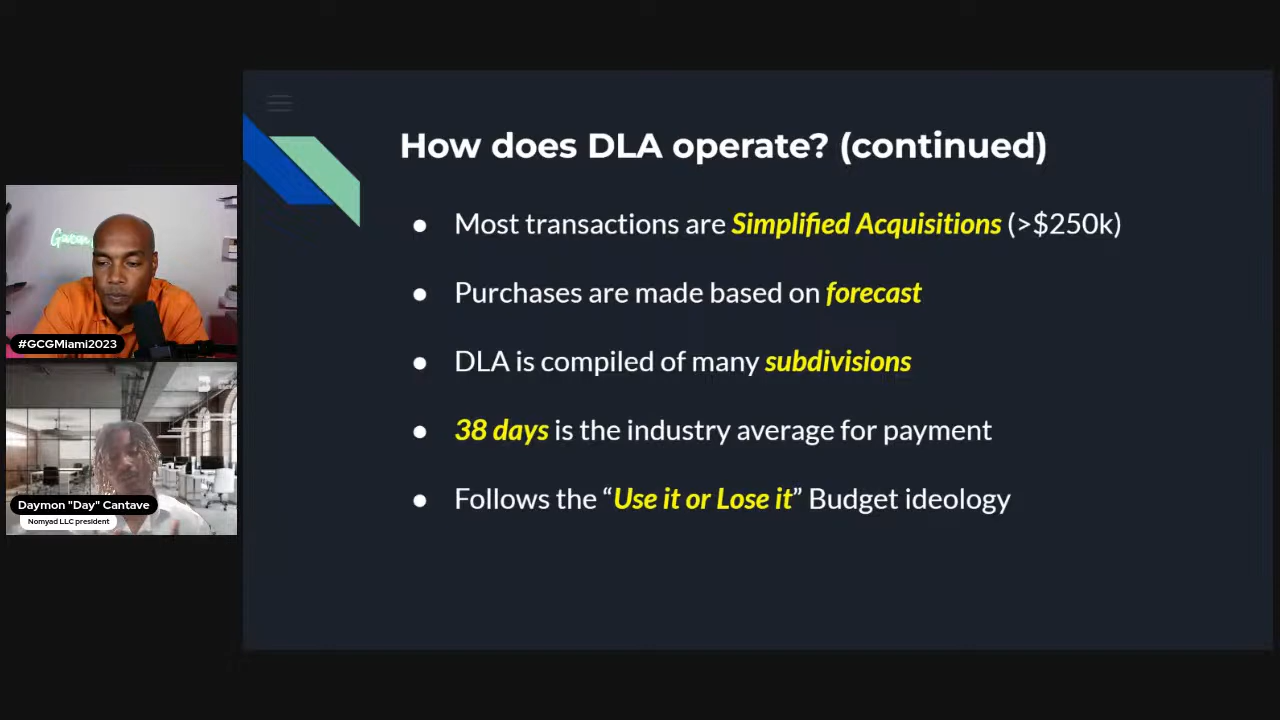 How does DLA operate? (continued)
● Most transactions are Simplified Acquisitions (>$250k)
● Purchases are made based on forecast
● DLA is compiled of many subdivisions
● 38 days is the industry average for payment
● Follows the “Use it or Lose it” Budget ideology
#GCGMiami2023
Daymon "Day" Cantave
Nomyad LLC president